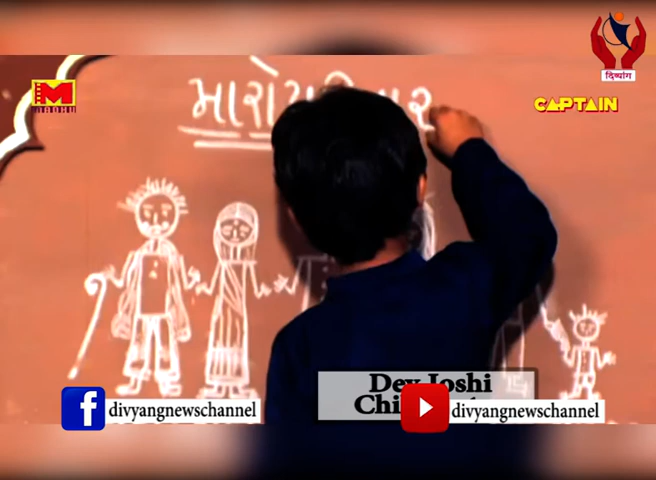 दिव्यांग
M
CAPTAIN
મારો
Dev Joshi
f divyangnewschannel
divyangnewschannel